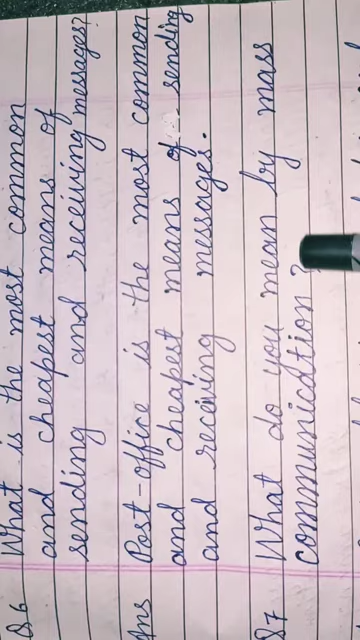 Q6 What is the most common
and cheapest means of
sending and receiving messages?
Ans Post-office is the most common
and cheapest means of sending
and receiving messages.
Q7 What do you mean by mass
communication?